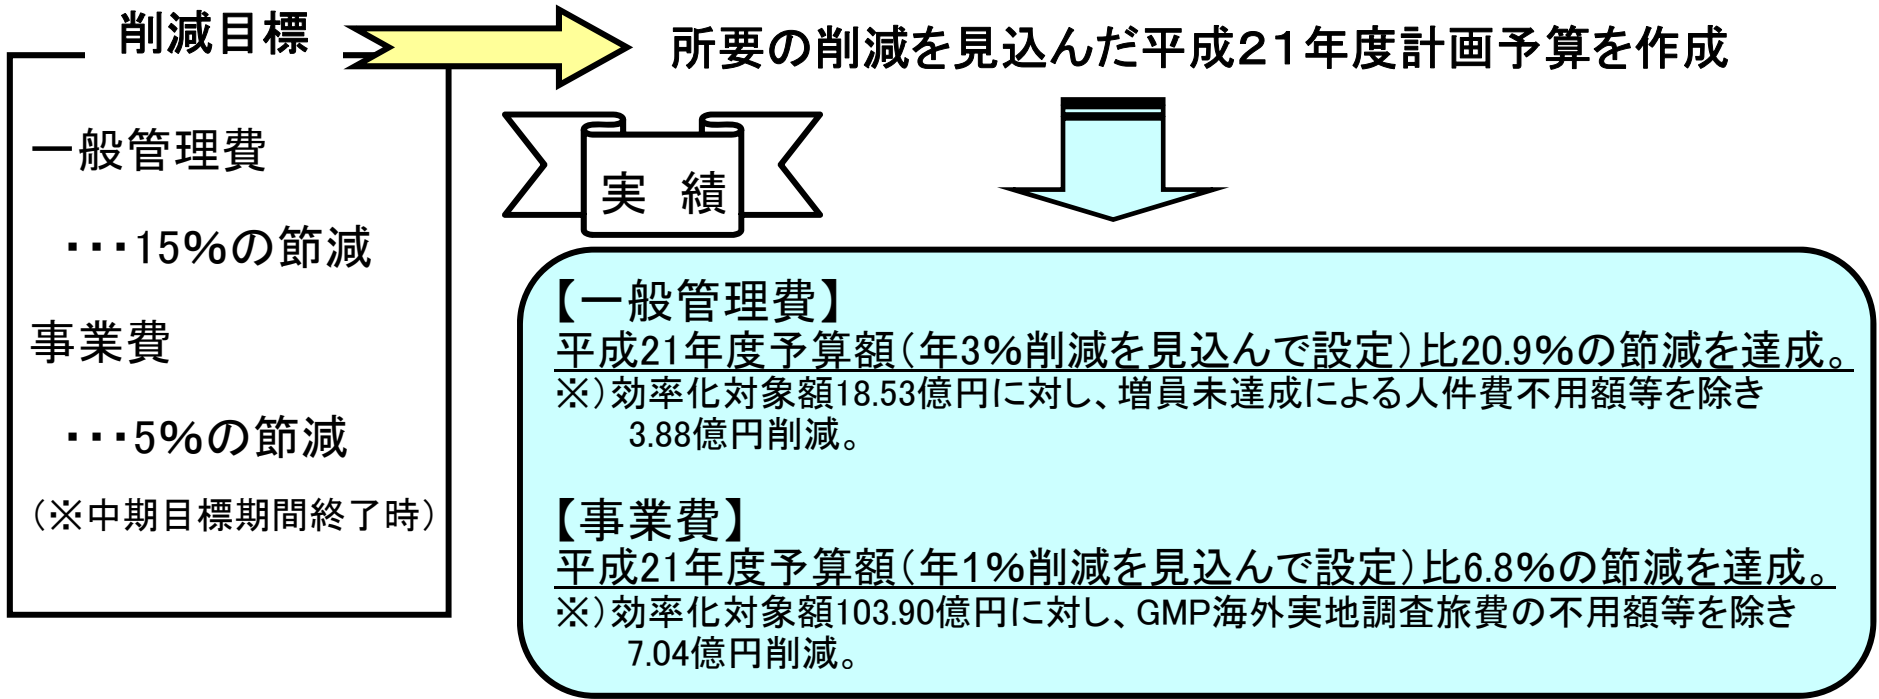 削減目標
所要の削減を見込んだ平成２１年度計画予算を作成
一般管理費
・・・15%の節減
事業費
・・・5%の節減
（※中期目標期間終了時）
実　績
【一般管理費】
平成21年度予算額（年3%削減を見込んで設定）比20.9%の節減を達成。
※）効率化対象額18.53億円に対し、増員未達成による人件費不用額等を除き
3.88億円削減。
【事業費】
平成21年度予算額（年1%削減を見込んで設定）比6.8%の節減を達成。
※）効率化対象額103.90億円に対し、GMP海外実地調査旅費の不用額等を除き
7.04億円削減。